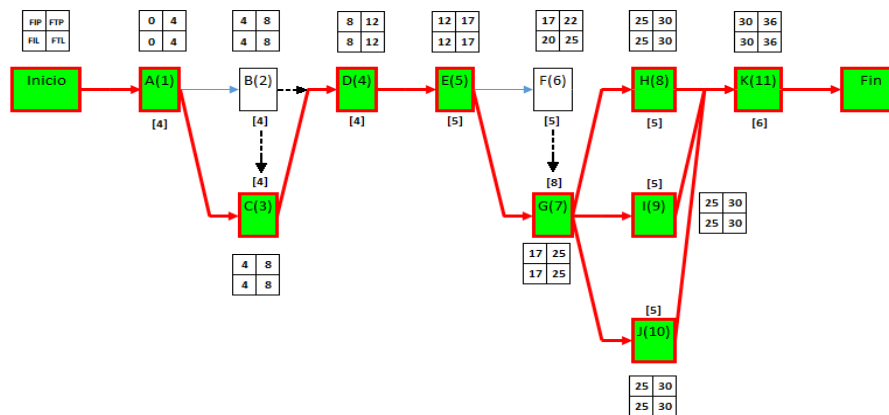 FIP FTP
FIL FTL
0 4
0 4
4 8
4 8
8 12
8 12
12 17
12 17
17 22
20 25
25 30
25 30
30 36
30 36
Inicio
A(1)
B(2)
D(4)
E(5)
F(6)
H(8)
K(11)
Fin
[4]
[4]
[4]
[5]
[5]
[5]
[6]
[4]
[8]
[5]
C(3)
G(7)
I(9)
25 30
25 30
4 8
4 8
17 25
17 25
[5]
J(10)
25 30
25 30